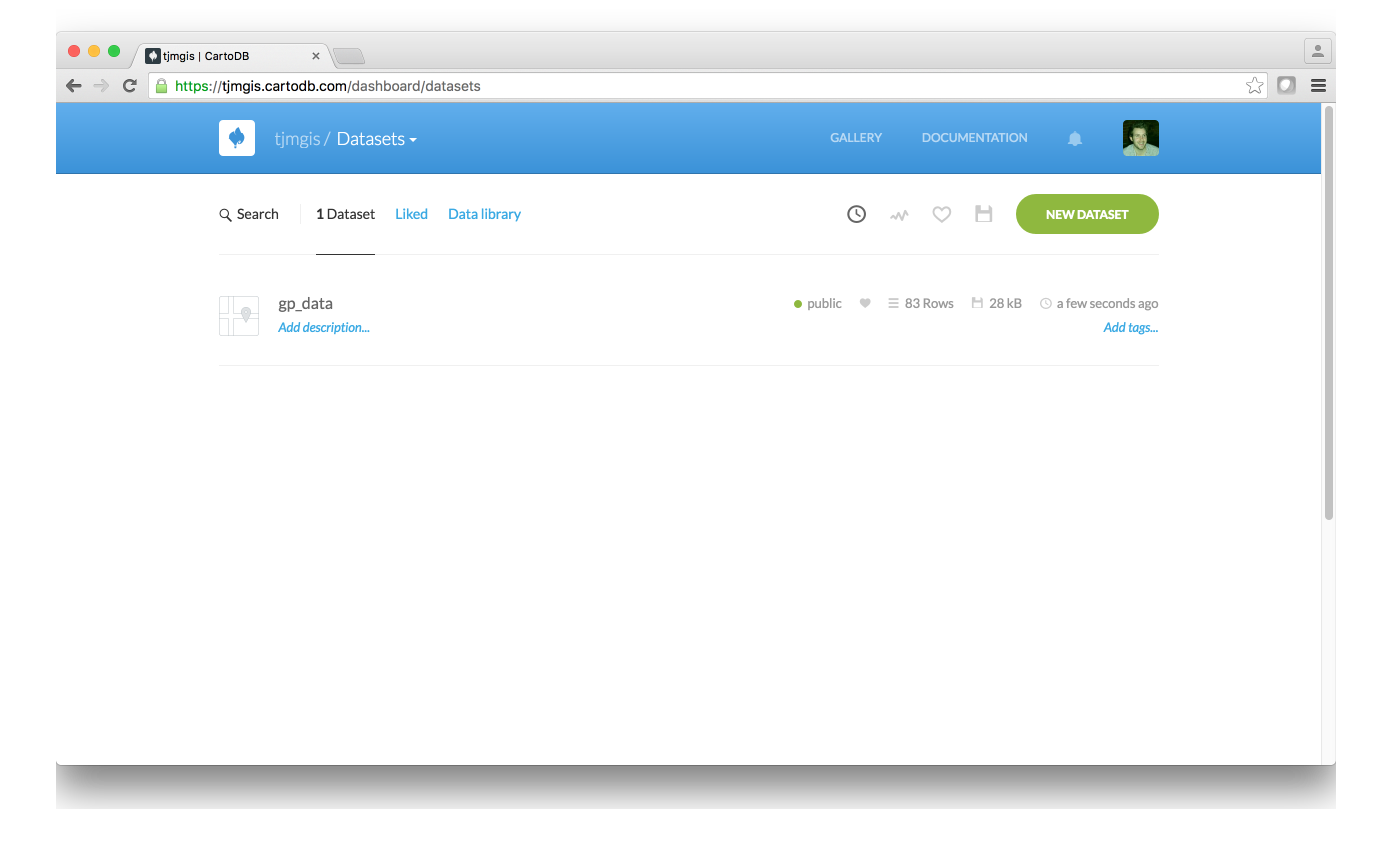 tjmgis | CartoDB
https://tjmgis.cartodb.com/dashboard/datasets
tjmgis / Datasets
GALLERY DOCUMENTATION
Search 1 Dataset Liked Data library NEW DATASET
gp_data public 83 Rows 28 kB a few seconds ago
Add description... Add tags...